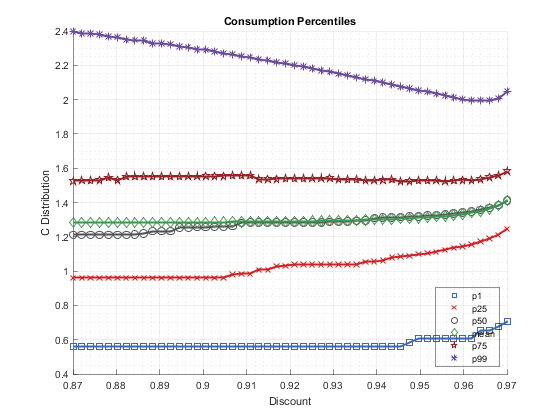 Consumption Percentiles
2.4
2.2
2
1.8
1.6
1.4
1.2
1
0.8
0.6
0.4
C Distribution
p1
p25
p50
mean
p75
p99
0.87 0.88 0.89 0.9 0.91 0.92 0.93 0.94 0.95 0.96 0.97
Discount